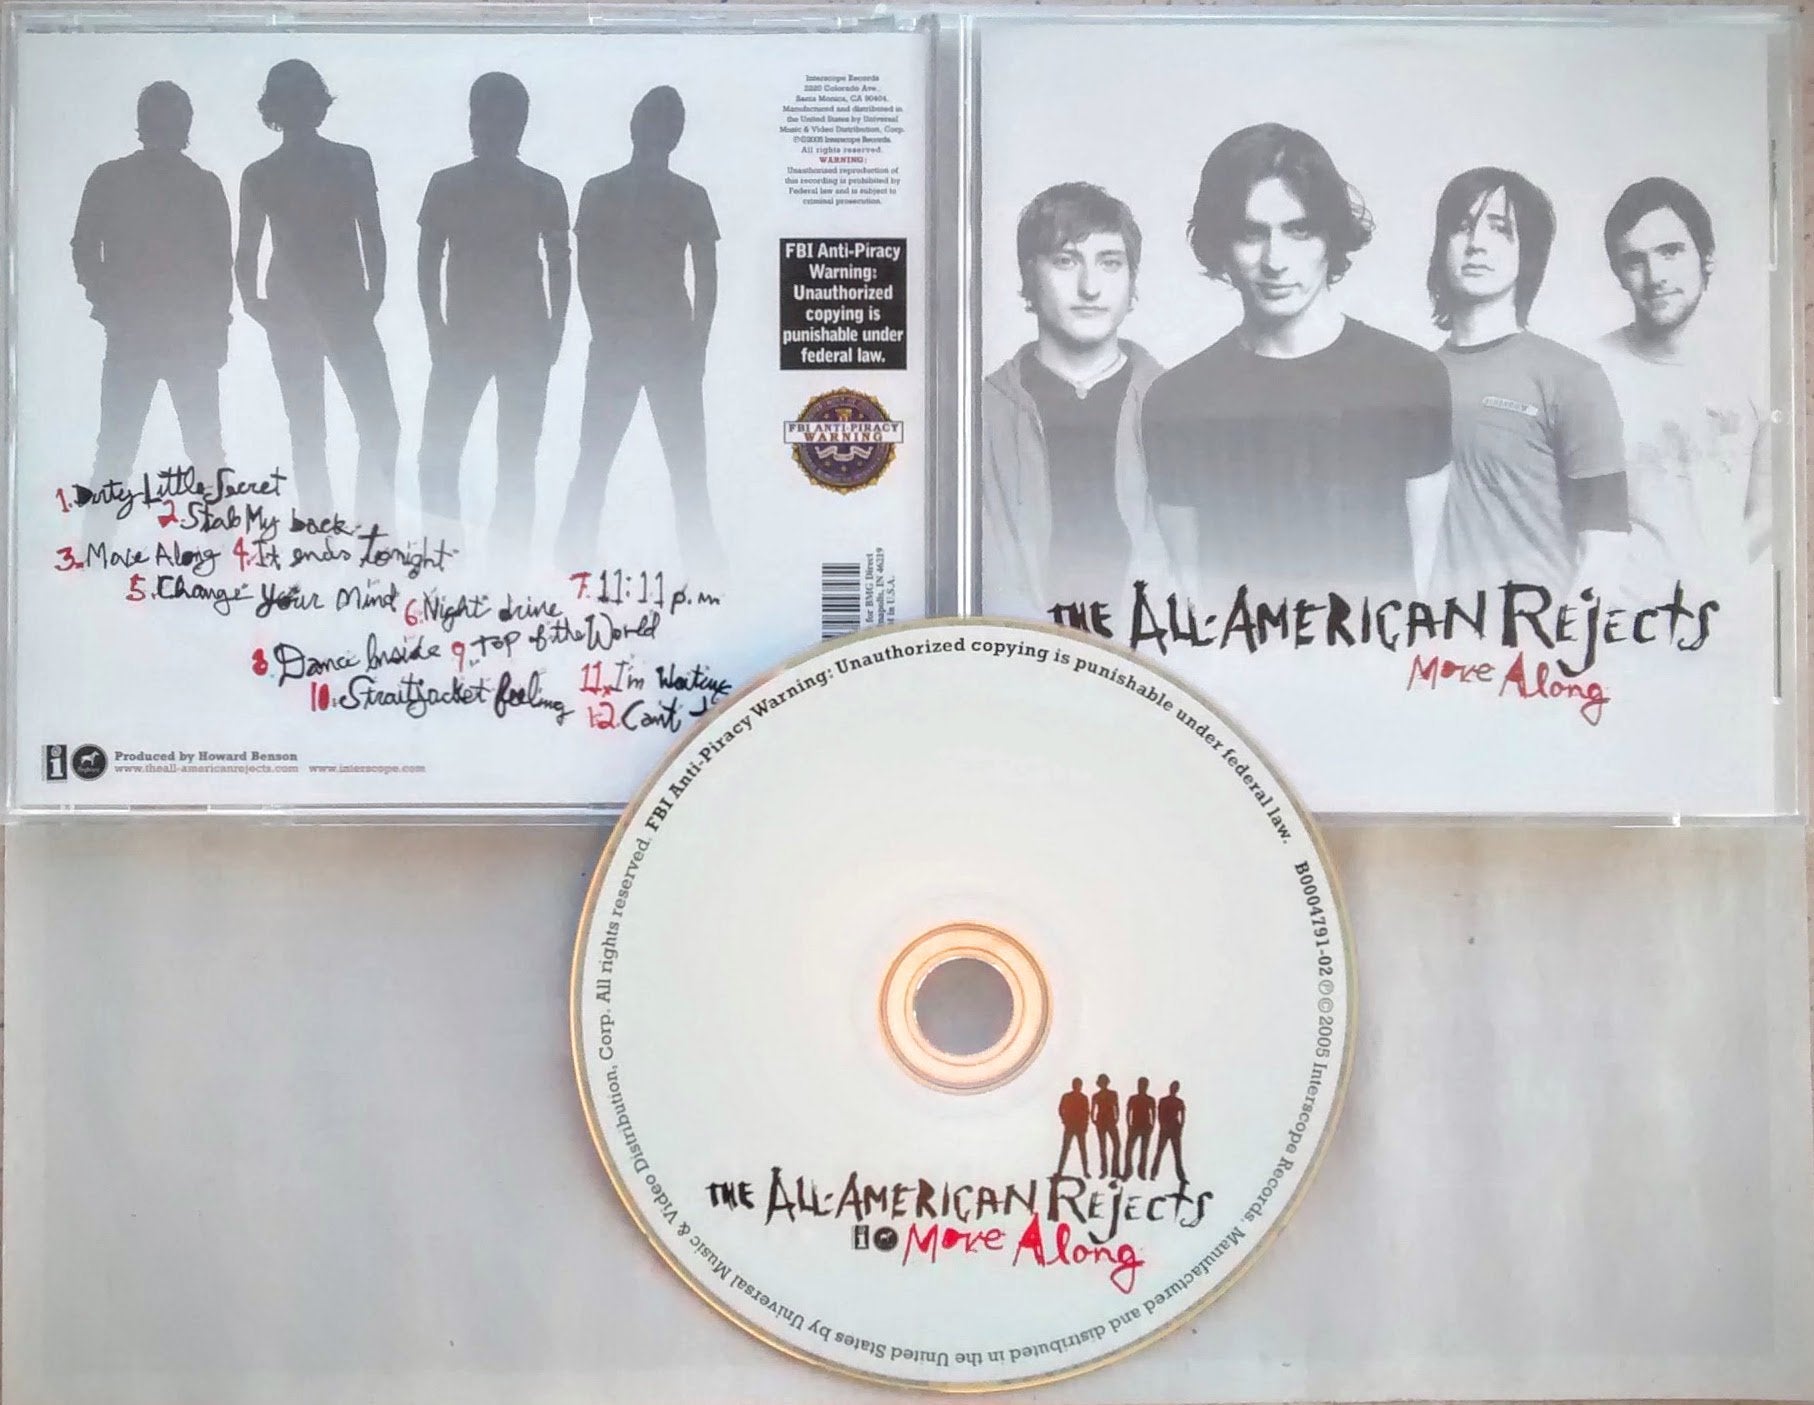 Interscope Records
2220 Colorado Ave.,
Santa Monica, CA 90404.
Manufactured and distributed in
the United States by Universal
Music & Video Distribution, Corp.
℗©2005 Interscope Records.
All rights reserved.
WARNING:
Unauthorized reproduction of
this recording is prohibited by
Federal law and is subject to
criminal prosecution.
FBI Anti-Piracy
Warning:
Unauthorized
copying is
punishable under
federal law.
FBI ANTI-PIRACY
WARNING
1. Dirty Little Secret
2. Stab My back
3. Move Along 4. It ends tonight
5. Change your Mind 6. Night drive 7. 11:11 p.m
8. Dance Inside 9. Top of the World
10. Straitjacket feeling 11. I'm Waiting
12. Can't
for BMG Direct
IN 46219
in U.S.A.
Produced by Howard Benson
www.theall-americanrejects.com www.interscope.com
THE ALL-AMERICAN REJECTS
Move Along
FBI Anti-Piracy Warning: Unauthorized copying is punishable under federal law.
B0004791-02 ℗©2005 Interscope Records. Manufactured and distributed in the United States by Universal Music & Video Distribution, Corp. All rights reserved.
THE ALL-AMERICAN REJECTS
Move Along